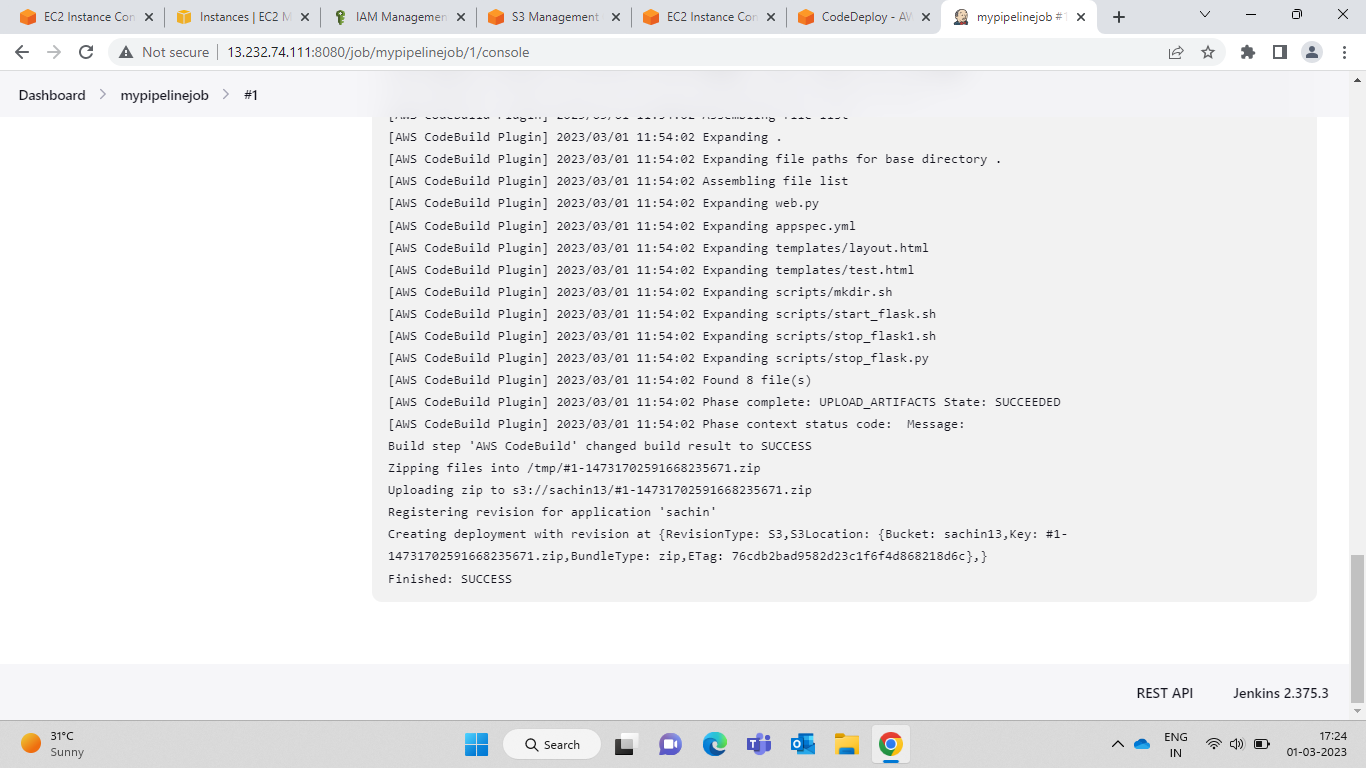 EC2 Instance Con
Instances | EC2 M
IAM Managemen
S3 Management
EC2 Instance Con
CodeDeploy - AW
mypipelinejob #1
Not secure
13.232.74.111:8080/job/mypipelinejob/1/console
Dashboard > mypipelinejob > #1
[AWS CodeBuild Plugin] 2023/03/01 11:54:02 Assembling file list
[AWS CodeBuild Plugin] 2023/03/01 11:54:02 Expanding .
[AWS CodeBuild Plugin] 2023/03/01 11:54:02 Expanding file paths for base directory .
[AWS CodeBuild Plugin] 2023/03/01 11:54:02 Assembling file list
[AWS CodeBuild Plugin] 2023/03/01 11:54:02 Expanding web.py
[AWS CodeBuild Plugin] 2023/03/01 11:54:02 Expanding appspec.yml
[AWS CodeBuild Plugin] 2023/03/01 11:54:02 Expanding templates/layout.html
[AWS CodeBuild Plugin] 2023/03/01 11:54:02 Expanding templates/test.html
[AWS CodeBuild Plugin] 2023/03/01 11:54:02 Expanding scripts/mkdir.sh
[AWS CodeBuild Plugin] 2023/03/01 11:54:02 Expanding scripts/start_flask.sh
[AWS CodeBuild Plugin] 2023/03/01 11:54:02 Expanding scripts/stop_flask1.sh
[AWS CodeBuild Plugin] 2023/03/01 11:54:02 Expanding scripts/stop_flask.py
[AWS CodeBuild Plugin] 2023/03/01 11:54:02 Found 8 file(s)
[AWS CodeBuild Plugin] 2023/03/01 11:54:02 Phase complete: UPLOAD_ARTIFACTS State: SUCCEEDED
[AWS CodeBuild Plugin] 2023/03/01 11:54:02 Phase context status code:  Message:
Build step 'AWS CodeBuild' changed build result to SUCCESS
Zipping files into /tmp/#1-14731702591668235671.zip
Uploading zip to s3://sachin13/#1-14731702591668235671.zip
Registering revision for application 'sachin'
Creating deployment with revision at {RevisionType: S3,S3Location: {Bucket: sachin13,Key: #1-
14731702591668235671.zip,BundleType: zip,ETag: 76cdb2bad9582d23c1f6f4d868218d6c},}
Finished: SUCCESS
REST API
Jenkins 2.375.3
31°C
Sunny
Search
ENG
IN
17:24
01-03-2023